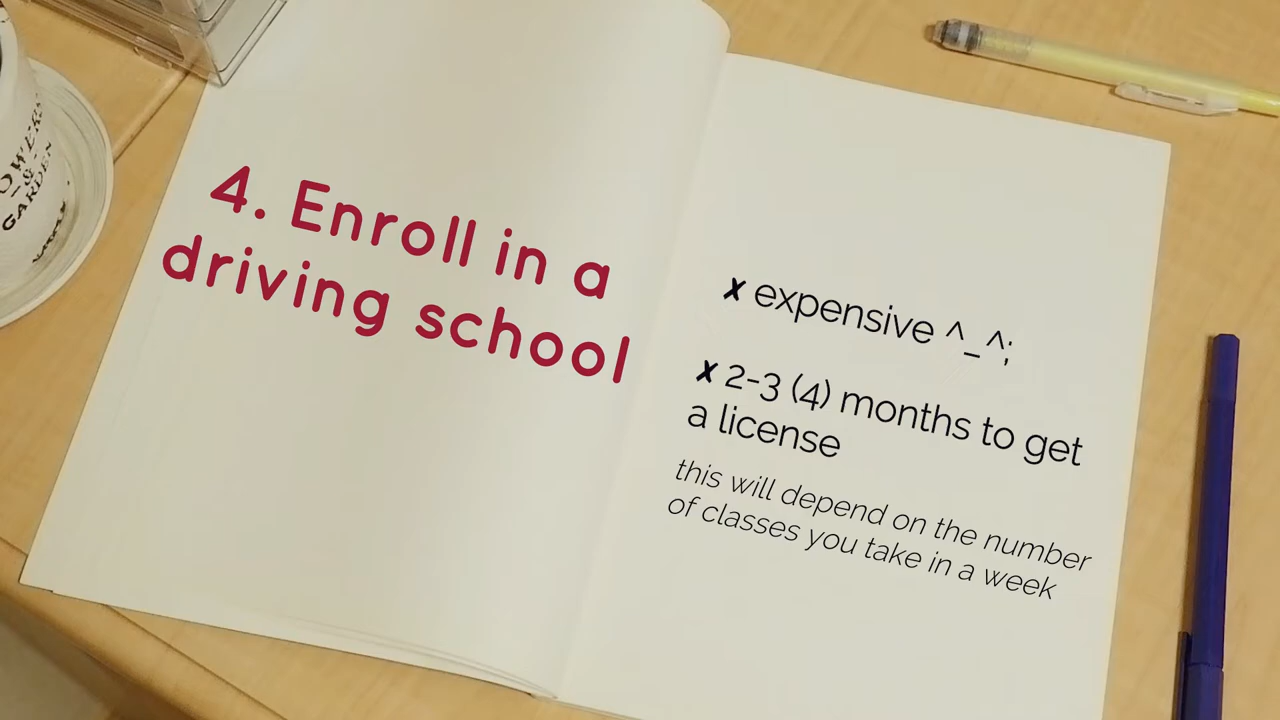 4. Enroll in a
driving school
✗ expensive ^_^;
✗ 2-3 (4) months to get
a license
this will depend on the number
of classes you take in a week
GARDEN